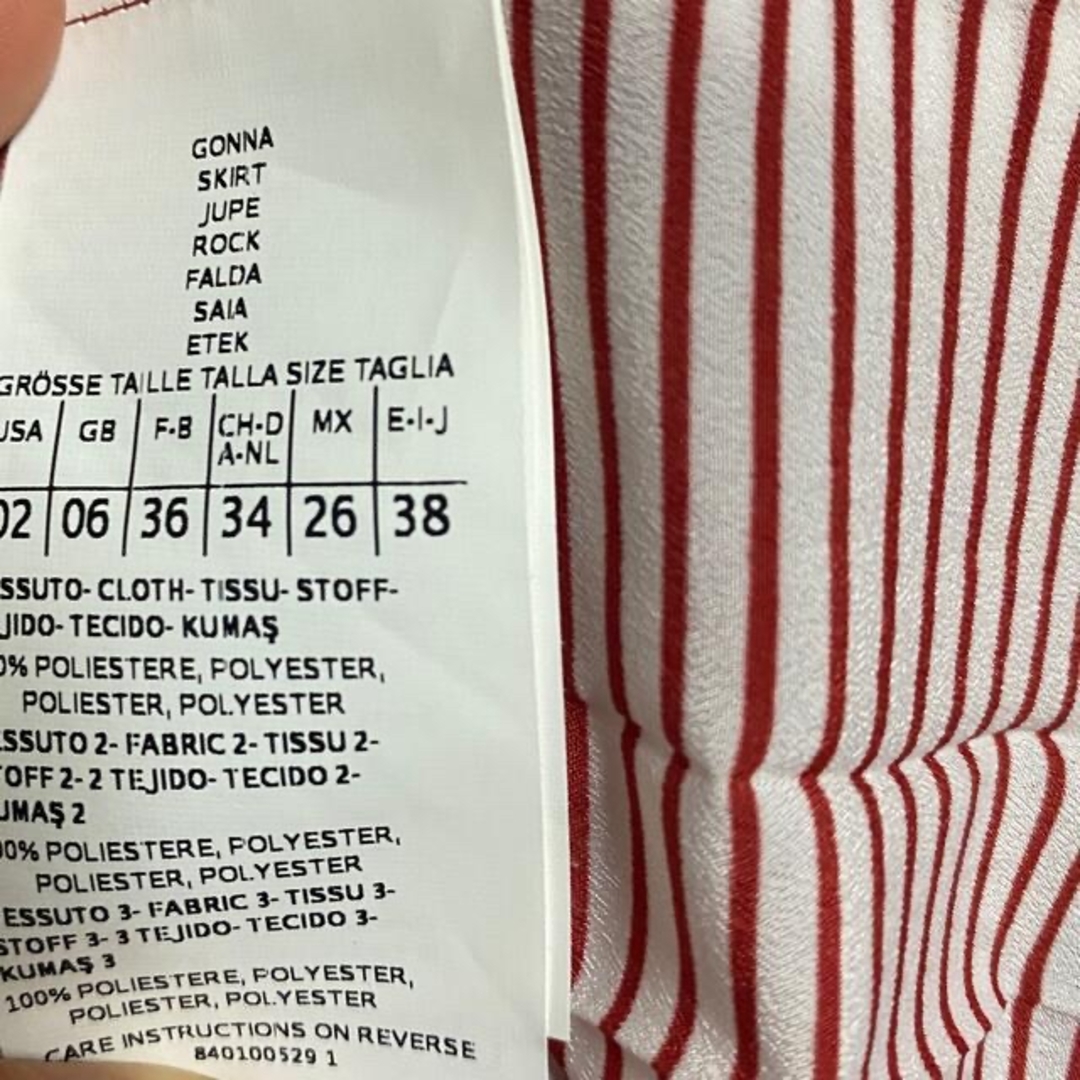 GONNA
SKIRT
JUPE
ROCK
FALDA
SAIA
ETEK
GRÖSSE TAILLE TALLA SIZE TAGLIA
USA GB F-B CH-D A-NL MX E-I-J
02 06 36 34 26 38
SSUTO- CLOTH- TISSU- STOFF-
JIDO- TECIDO- KUMAŞ
0% POLIESTERE, POLYESTER,
POLIESTER, POLYESTER
ESSUTO 2- FABRIC 2- TISSU 2-
TOFF 2- 2 TEJIDO- TECIDO 2-
UMAŞ 2
00% POLIESTERE, POLYESTER,
POLIESTER, POLYESTER
ESSUTO 3- FABRIC 3- TISSU 3-
STOFF 3- 3 TEJIDO- TECIDO 3-
KUMAŞ 3
100% POLIESTERE, POLYESTER,
POLIESTER, POLYESTER
CARE INSTRUCTIONS ON REVERSE
840100529 1